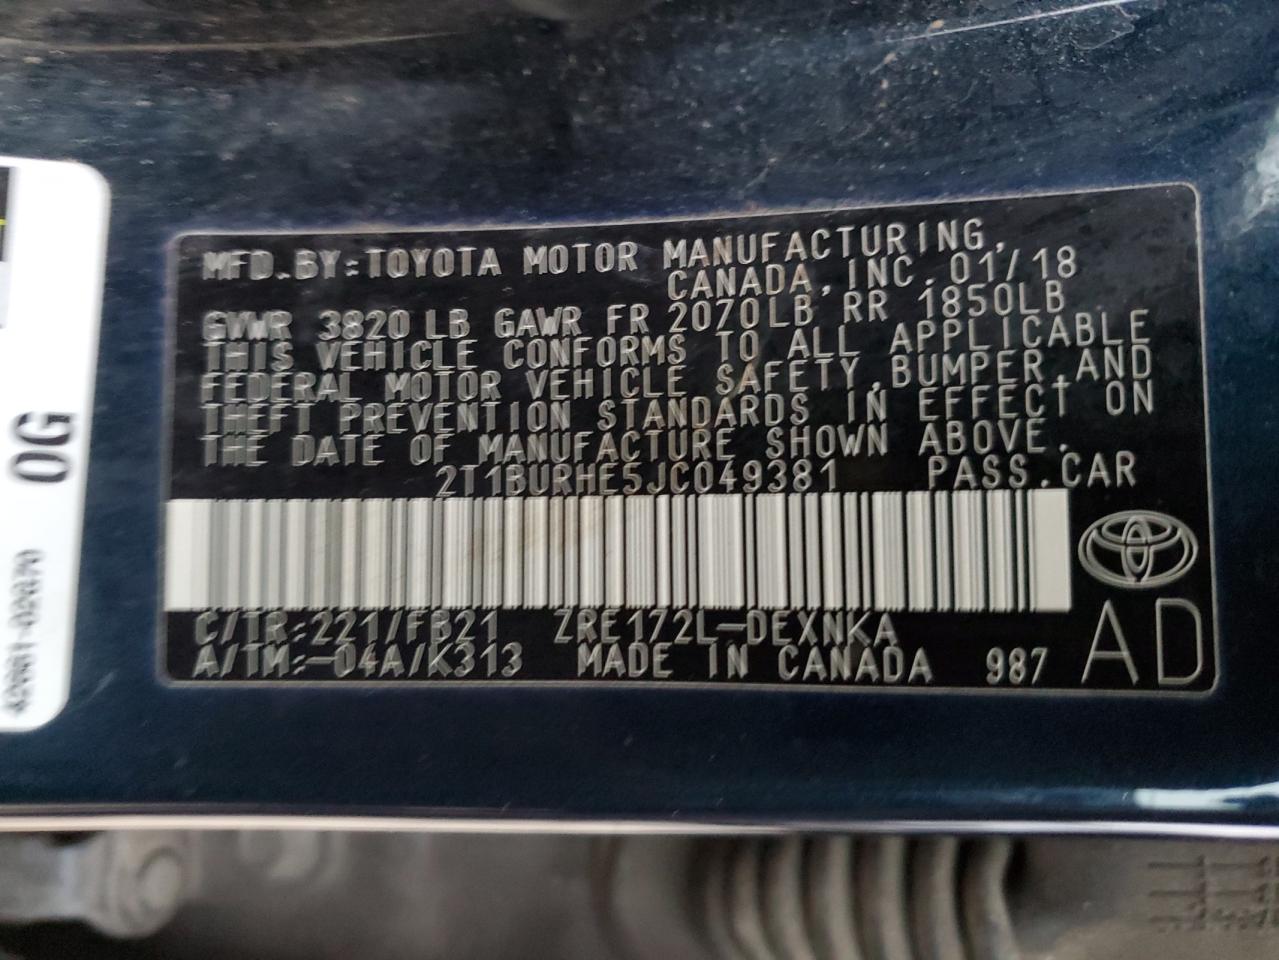 MFD.BY:TOYOTA MOTOR MANUFACTURING,
CANADA,INC.01/18
GVWR 3820LB GAWR FR 2070LB RR 1850LB
THIS VEHICLE CONFORMS TO ALL APPLICABLE
FEDERAL MOTOR VEHICLE SAFETY,BUMPER,AND
THEFT PREVENTION STANDARDS IN EFFECT ON
THE DATE OF MANUFACTURE SHOWN ABOVE.
2T1BURHE5JC049381 PASS.CAR
C/TR:221/FB21 ZRE172L-DEXNKA
A/TM:-04A/K313 MADE IN CANADA 987 AD
0G